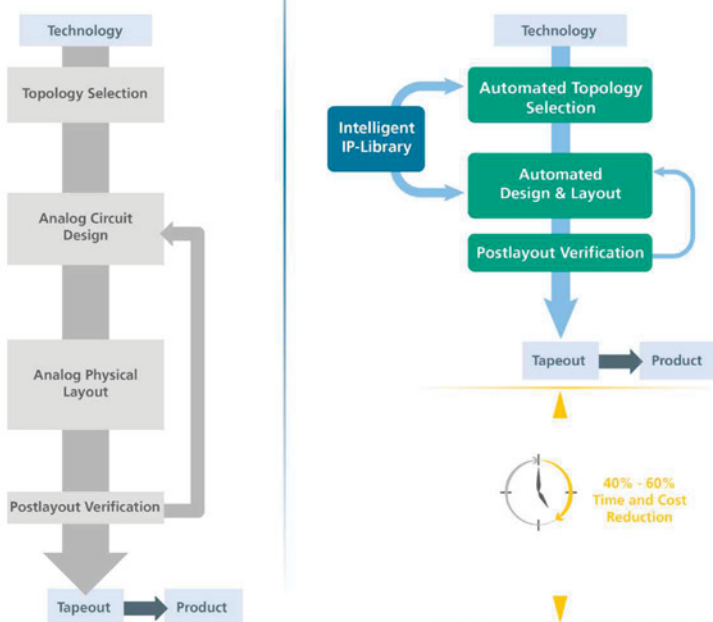 Technology
Topology Selection
Analog Circuit
Design
Analog Physical
Layout
Postlayout Verification
Tapeout
Product
Technology
Automated Topology
Selection
Intelligent
IP-Library
Automated
Design & Layout
Postlayout Verification
Tapeout
Product
40% - 60%
Time and Cost
Reduction